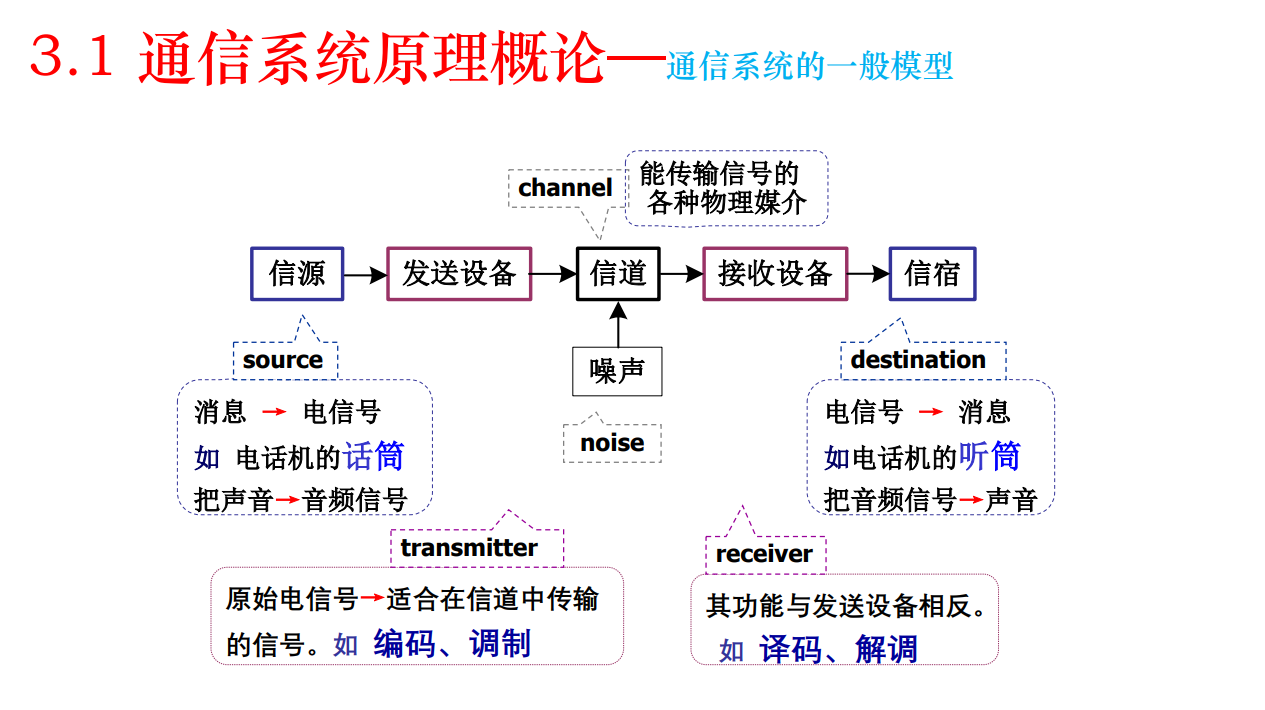 3.1 通信系统原理概论—通信系统的一般模型
channel
能传输信号的
各种物理媒介
信源
发送设备
信道
接收设备
信宿
噪声
noise
source
消息 → 电信号
如 电话机的话筒
把声音→音频信号
destination
电信号 → 消息
如电话机的听筒
把音频信号→声音
transmitter
原始电信号→适合在信道中传输
的信号。如 编码、调制
receiver
其功能与发送设备相反。
如 译码、解调